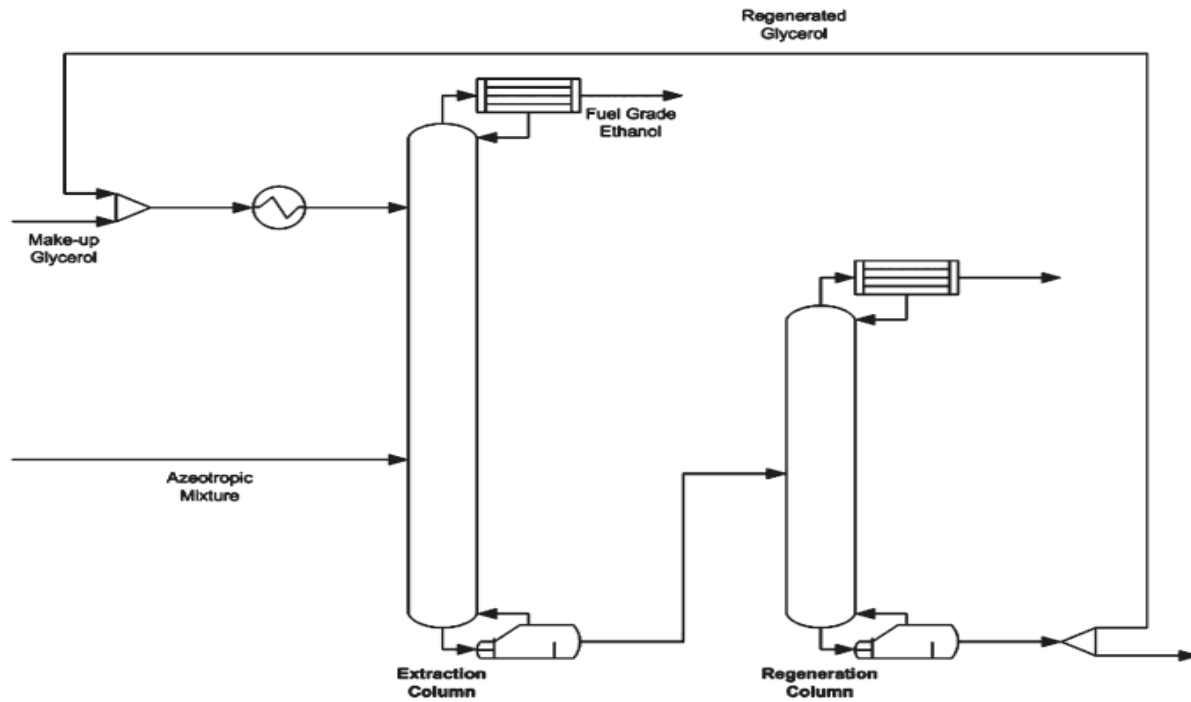 Regenerated
Glycerol
Fuel Grade
Ethanol
Make-up
Glycerol
Azeotropic
Mixture
Extraction
Column
Regeneration
Column